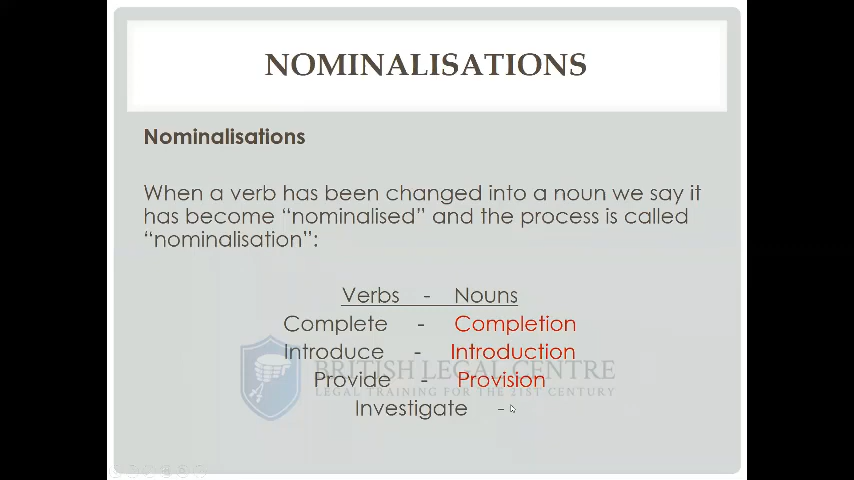 NOMINALISATIONS
Nominalisations
When a verb has been changed into a noun we say it
has become “nominalised” and the process is called
“nominalisation”:
Verbs - Nouns
Complete - Completion
Introduce - Introduction
BRITISH LEGAL CENTRE
Provide - Provision
LEGAL TRAINING FOR THE 21ST CENTURY
Investigate -